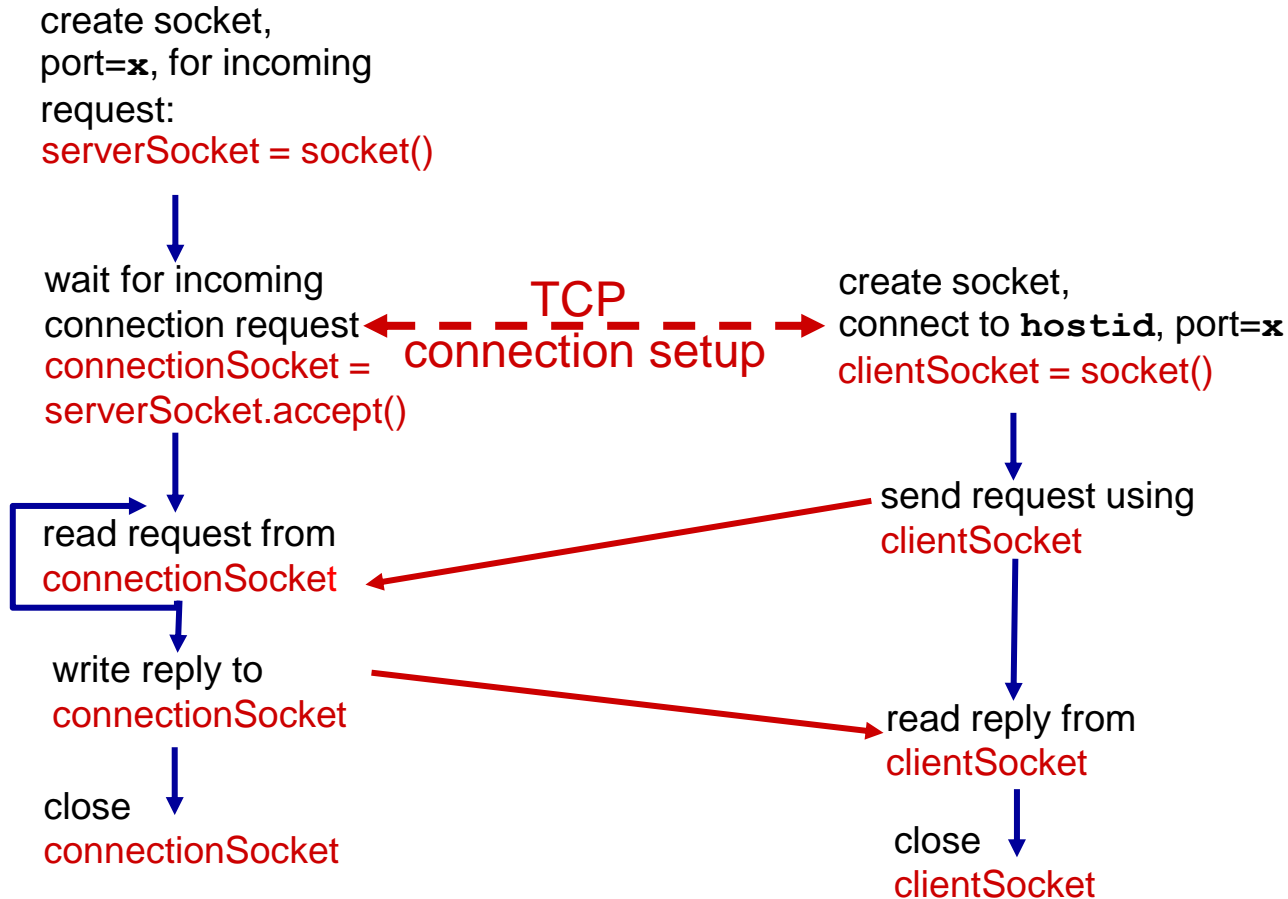 create socket,
port=x, for incoming
request:
serverSocket = socket()
wait for incoming
connection request
connectionSocket =
serverSocket.accept()
TCP
connection setup
create socket,
connect to hostid, port=x
clientSocket = socket()
read request from
connectionSocket
send request using
clientSocket
write reply to
connectionSocket
read reply from
clientSocket
close
connectionSocket
close
clientSocket